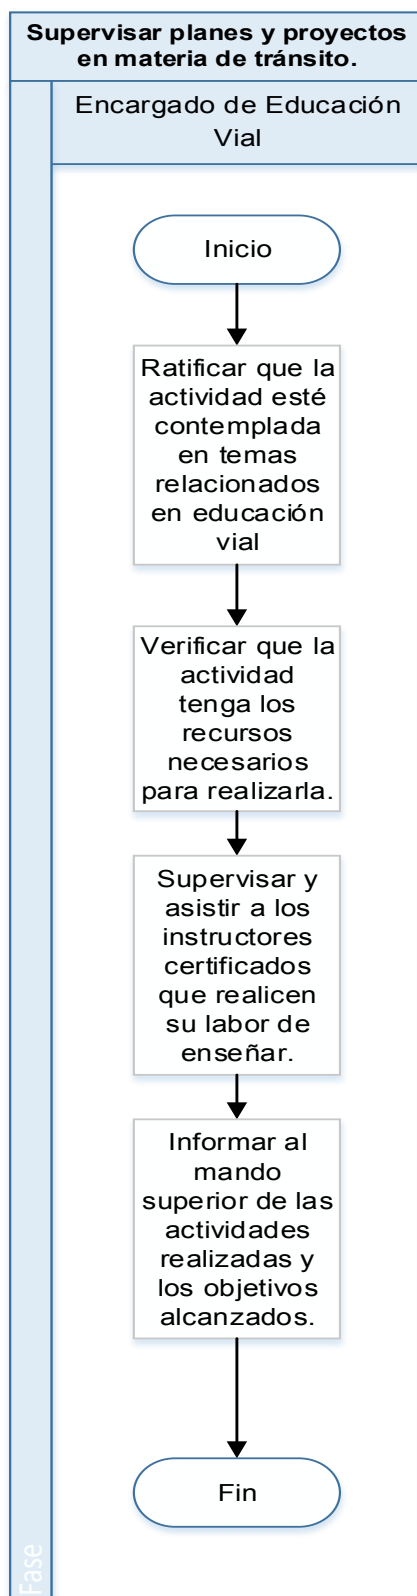 Supervisar planes y proyectos
en materia de tránsito.
Encargado de Educación
Vial
Inicio
Ratificar que la
actividad esté
contemplada
en temas
relacionados
en educación
vial
Verificar que la
actividad
tenga los
recursos
necesarios
para realizarla.
Supervisar y
asistir a los
instructores
certificados
que realicen
su labor de
enseñar.
Informar al
mando
superior de las
actividades
realizadas y
los objetivos
alcanzados.
Fin
Fase